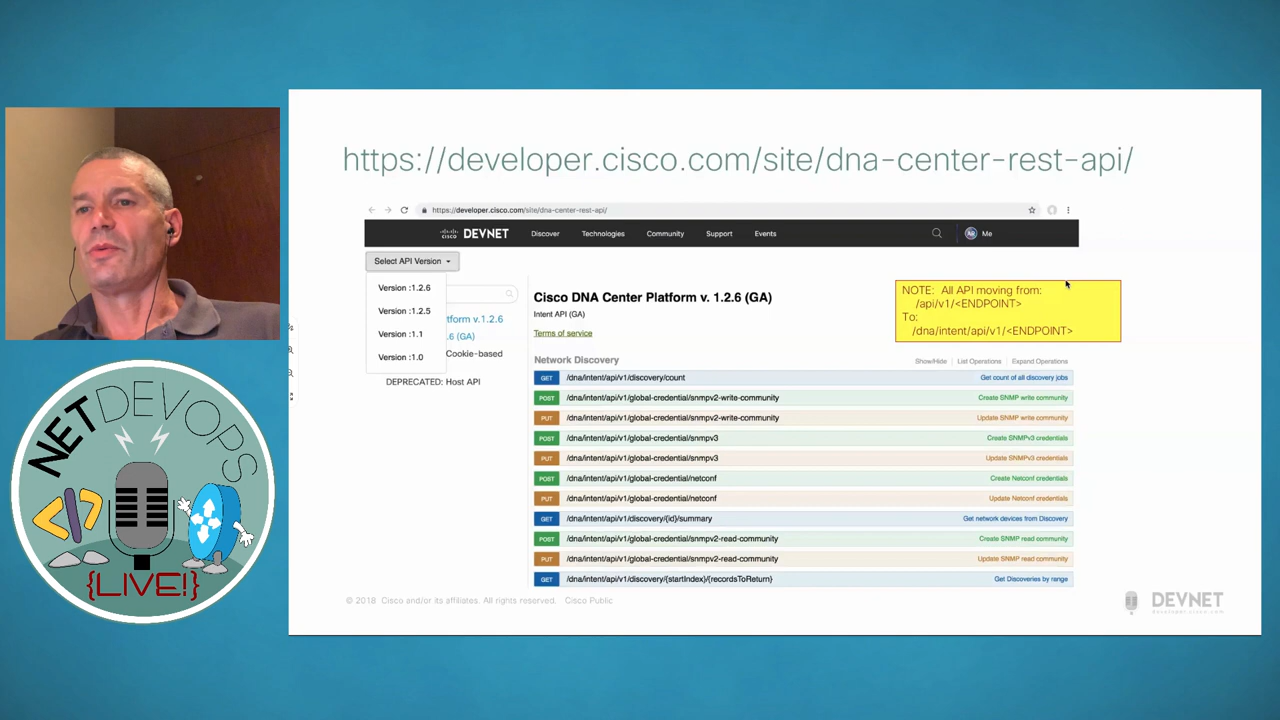 https://developer.cisco.com/site/dna-center-rest-api/
https://developer.cisco.com/site/dna-center-rest-api/
cisco DEVNET Discover Technologies Community Support Events Me
Select API Version
Version :1.2.6
Version :1.2.5
Version :1.1
Version :1.0
tform v.1.2.6
.6 (GA)
Cookie-based
DEPRECATED: Host API
Cisco DNA Center Platform v. 1.2.6 (GA)
Intent API (GA)
Terms of service
NOTE: All API moving from:
/api/v1/<ENDPOINT>
To:
/dna/intent/api/v1/<ENDPOINT>
Network Discovery Show/Hide List Operations Expand Operations
GET /dna/intent/api/v1/discovery/count Get count of all discovery jobs
POST /dna/intent/api/v1/global-credential/snmpv2-write-community Create SNMP write community
PUT /dna/intent/api/v1/global-credential/snmpv2-write-community Update SNMP write community
POST /dna/intent/api/v1/global-credential/snmpv3 Create SNMPv3 credentials
PUT /dna/intent/api/v1/global-credential/snmpv3 Update SNMPv3 credentials
POST /dna/intent/api/v1/global-credential/netconf Create Netconf credentials
PUT /dna/intent/api/v1/global-credential/netconf Update Netconf credentials
GET /dna/intent/api/v1/discovery/{id}/summary Get network devices from Discovery
POST /dna/intent/api/v1/global-credential/snmpv2-read-community Create SNMP read community
PUT /dna/intent/api/v1/global-credential/snmpv2-read-community Update SNMP read community
GET /dna/intent/api/v1/discovery/{startIndex}/{recordsToReturn} Get Discoveries by range
© 2018 Cisco and/or its affiliates. All rights reserved. Cisco Public
DEVNET
developer.cisco.com
NETDEVOPS
{LIVE!}